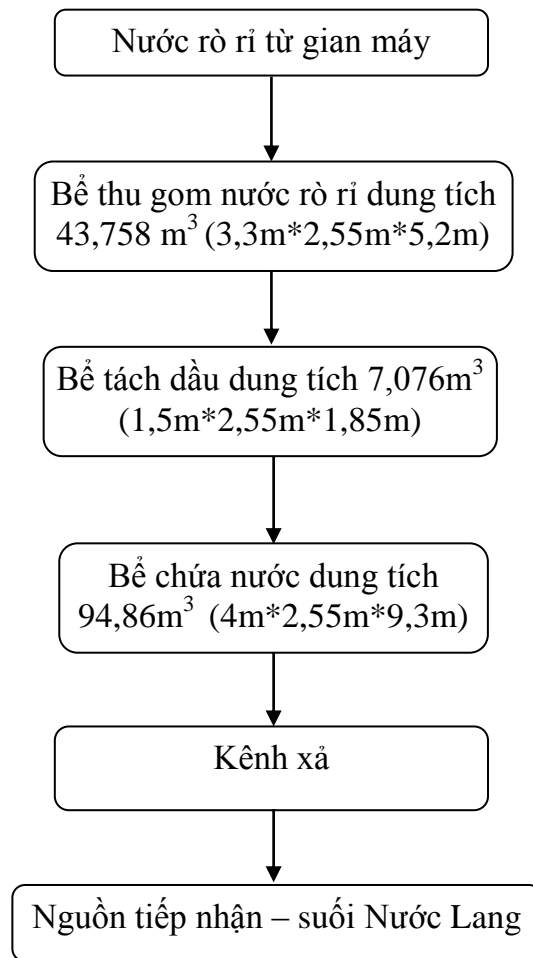 Nước rò rỉ từ gian máy
Bể thu gom nước rò rỉ dung tích
43,758 m³ (3,3m*2,55m*5,2m)
Bể tách dầu dung tích 7,076m³
(1,5m*2,55m*1,85m)
Bể chứa nước dung tích
94,86m³ (4m*2,55m*9,3m)
Kênh xả
Nguồn tiếp nhận – suối Nước Lang